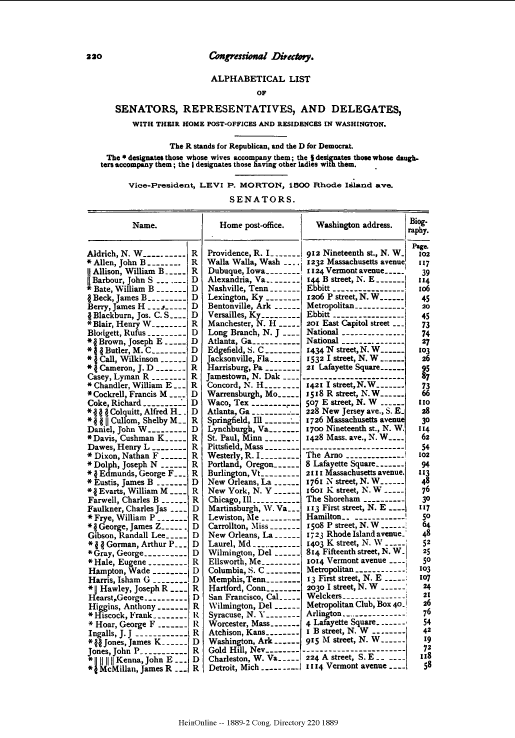 220 Congressional Directory.
ALPHABETICAL LIST
OF
SENATORS, REPRESENTATIVES, AND DELEGATES,
WITH THEIR HOME POST-OFFICES AND RESIDENCES IN WASHINGTON.
The R stands for Republican, and the D for Democrat.
The * designates those whose wives accompany them; the § designates those whose daugh-
ters accompany them; the ‖ designates those having other ladies with them.
Vice-President, LEVI P. MORTON, 1500 Rhode Island ave.
SENATORS.
Name. Home post-office. Washington address. Biog-
raphy.
Page.
Aldrich, N. W. R Providence, R. I. 912 Nineteenth st., N. W. 102
* Allen, John B. R Walla Walla, Wash 1232 Massachusetts avenue 117
‖ Allison, William B. R Dubuque, Iowa 1124 Vermont avenue 39
‖ Barbour, John S D Alexandria, Va 144 B street, N. E 114
* Bate, William B D Nashville, Tenn Ebbitt 106
§ Beck, James B D Lexington, Ky 1206 P street, N. W 45
Berry, James H D Bentonville, Ark Metropolitan 20
§ Blackburn, Jos. C. S D Versailles, Ky Ebbitt 45
* Blair, Henry W R Manchester, N. H 201 East Capitol street 73
Blodgett, Rufus D Long Branch, N. J National 74
* § Brown, Joseph E D Atlanta, Ga National 27
* § § Butler, M. C. D Edgefield, S. C 1434 N street, N. W 103
* § Call, Wilkinson D Jacksonville, Fla 1532 I street, N. W 26
* § Cameron, J. D R Harrisburg, Pa 21 Lafayette Square 95
Casey, Lyman R R Jamestown, N. Dak 87
* Chandler, William E R Concord, N. H 1421 I street, N. W. 73
* Cockrell, Francis M D Warrensburgh, Mo 1518 R street, N. W 66
Coke, Richard D Waco, Tex 507 E street, N. W 110
* § § § Colquitt, Alfred H. D Atlanta, Ga 228 New Jersey ave., S. E. 28
* § ‖ Cullom, Shelby M. R Springfield, Ill 1726 Massachusetts avenue 30
Daniel, John W D Lynchburgh, Va 1700 Nineteenth st., N. W. 114
* Davis, Cushman K R St. Paul, Minn 1428 Mass. ave., N. W 62
Dawes, Henry L R Pittsfield, Mass 54
* Dixon, Nathan F R Westerly, R. I. The Arno 102
* Dolph, Joseph N R Portland, Oregon 8 Lafayette Square 94
* § Edmunds, George F. R Burlington, Vt 2111 Massachusetts avenue. 113
* Eustis, James B D New Orleans, La 1761 N street, N. W 48
* § Evarts, William M R New York, N. Y 1601 K street, N. W 76
Farwell, Charles B R Chicago, Ill The Shoreham 30
Faulkner, Charles Jas D Martinsburgh, W. Va 113 First street, N. E 117
* Frye, William P R Lewiston, Me Hamilton 50
* § George, James Z. D Carrollton, Miss 1508 P street, N. W 64
Gibson, Randall Lee D New Orleans, La 1723 Rhode Island avenue. 48
* § § Gorman, Arthur P. D Laurel, Md 1403 K street, N. W 52
* Gray, George D Wilmington, Del 814 Fifteenth street, N. W. 25
* Hale, Eugene R Ellsworth, Me 1014 Vermont avenue 50
Hampton, Wade D Columbia, S. C Metropolitan 103
Harris, Isham G D Memphis, Tenn 13 First street, N. E 107
* ‖ Hawley, Joseph R R Hartford, Conn 2030 I street, N. W 24
Hearst, George D San Francisco, Cal Welckers 21
Higgins, Anthony R Wilmington, Del Metropolitan Club, Box 40 26
* Hiscock, Frank R Syracuse, N. Y Arlington 76
* Hoar, George F R Worcester, Mass 4 Lafayette Square 54
Ingalls, J. J R Atchison, Kans 1 B street, N. W 42
* §§ Jones, James K D Washington, Ark 915 M street, N. W 19
Jones, John P R Gold Hill, Nev 72
* ‖ ‖ ‖ Kenna, John E D Charleston, W. Va 224 A street, S. E 118
* § McMillan, James R R Detroit, Mich 1114 Vermont avenue 58
HeinOnline -- 1889-2 Cong. Directory 220 1889